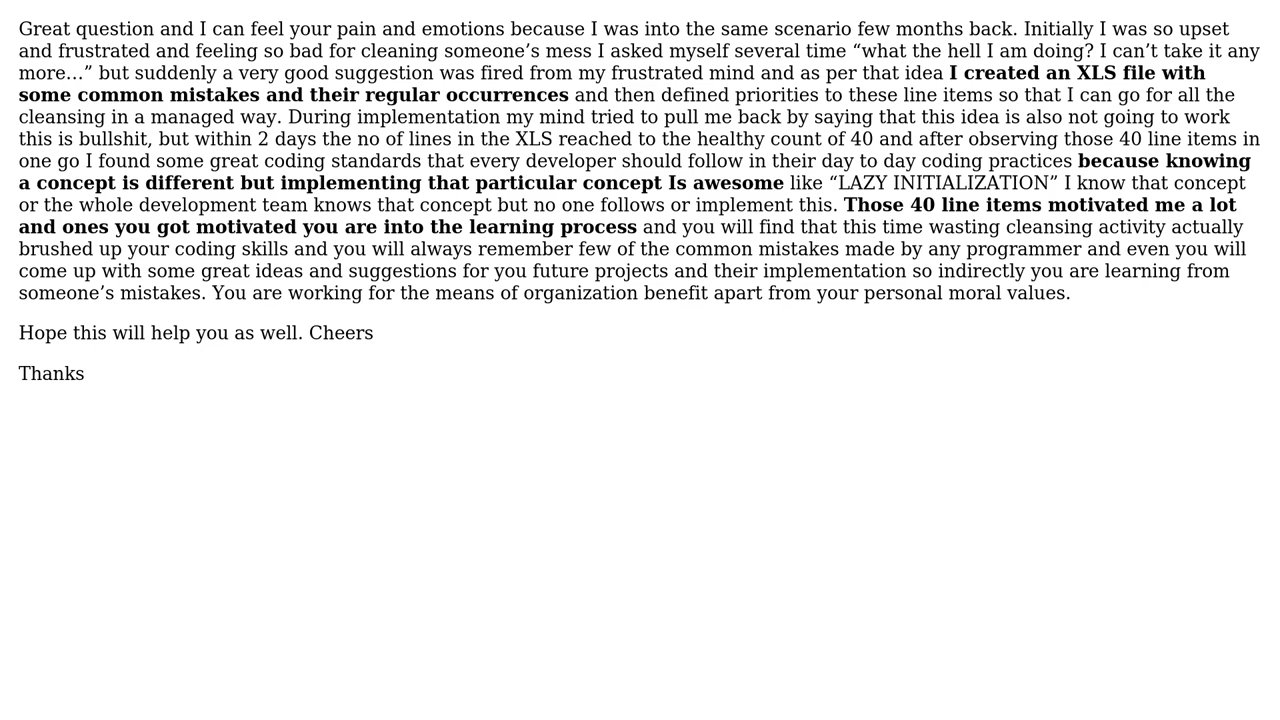 Great question and I can feel your pain and emotions because I was into the same scenario few months back. Initially I was so upset
and frustrated and feeling so bad for cleaning someone’s mess I asked myself several time “what the hell I am doing? I can’t take it any
more…” but suddenly a very good suggestion was fired from my frustrated mind and as per that idea I created an XLS file with
some common mistakes and their regular occurrences and then defined priorities to these line items so that I can go for all the
cleansing in a managed way. During implementation my mind tried to pull me back by saying that this idea is also not going to work
this is bullshit, but within 2 days the no of lines in the XLS reached to the healthy count of 40 and after observing those 40 line items in
one go I found some great coding standards that every developer should follow in their day to day coding practices because knowing
a concept is different but implementing that particular concept Is awesome like “LAZY INITIALIZATION” I know that concept
or the whole development team knows that concept but no one follows or implement this. Those 40 line items motivated me a lot
and ones you got motivated you are into the learning process and you will find that this time wasting cleansing activity actually
brushed up your coding skills and you will always remember few of the common mistakes made by any programmer and even you will
come up with some great ideas and suggestions for you future projects and their implementation so indirectly you are learning from
someone’s mistakes. You are working for the means of organization benefit apart from your personal moral values.
Hope this will help you as well. Cheers
Thanks